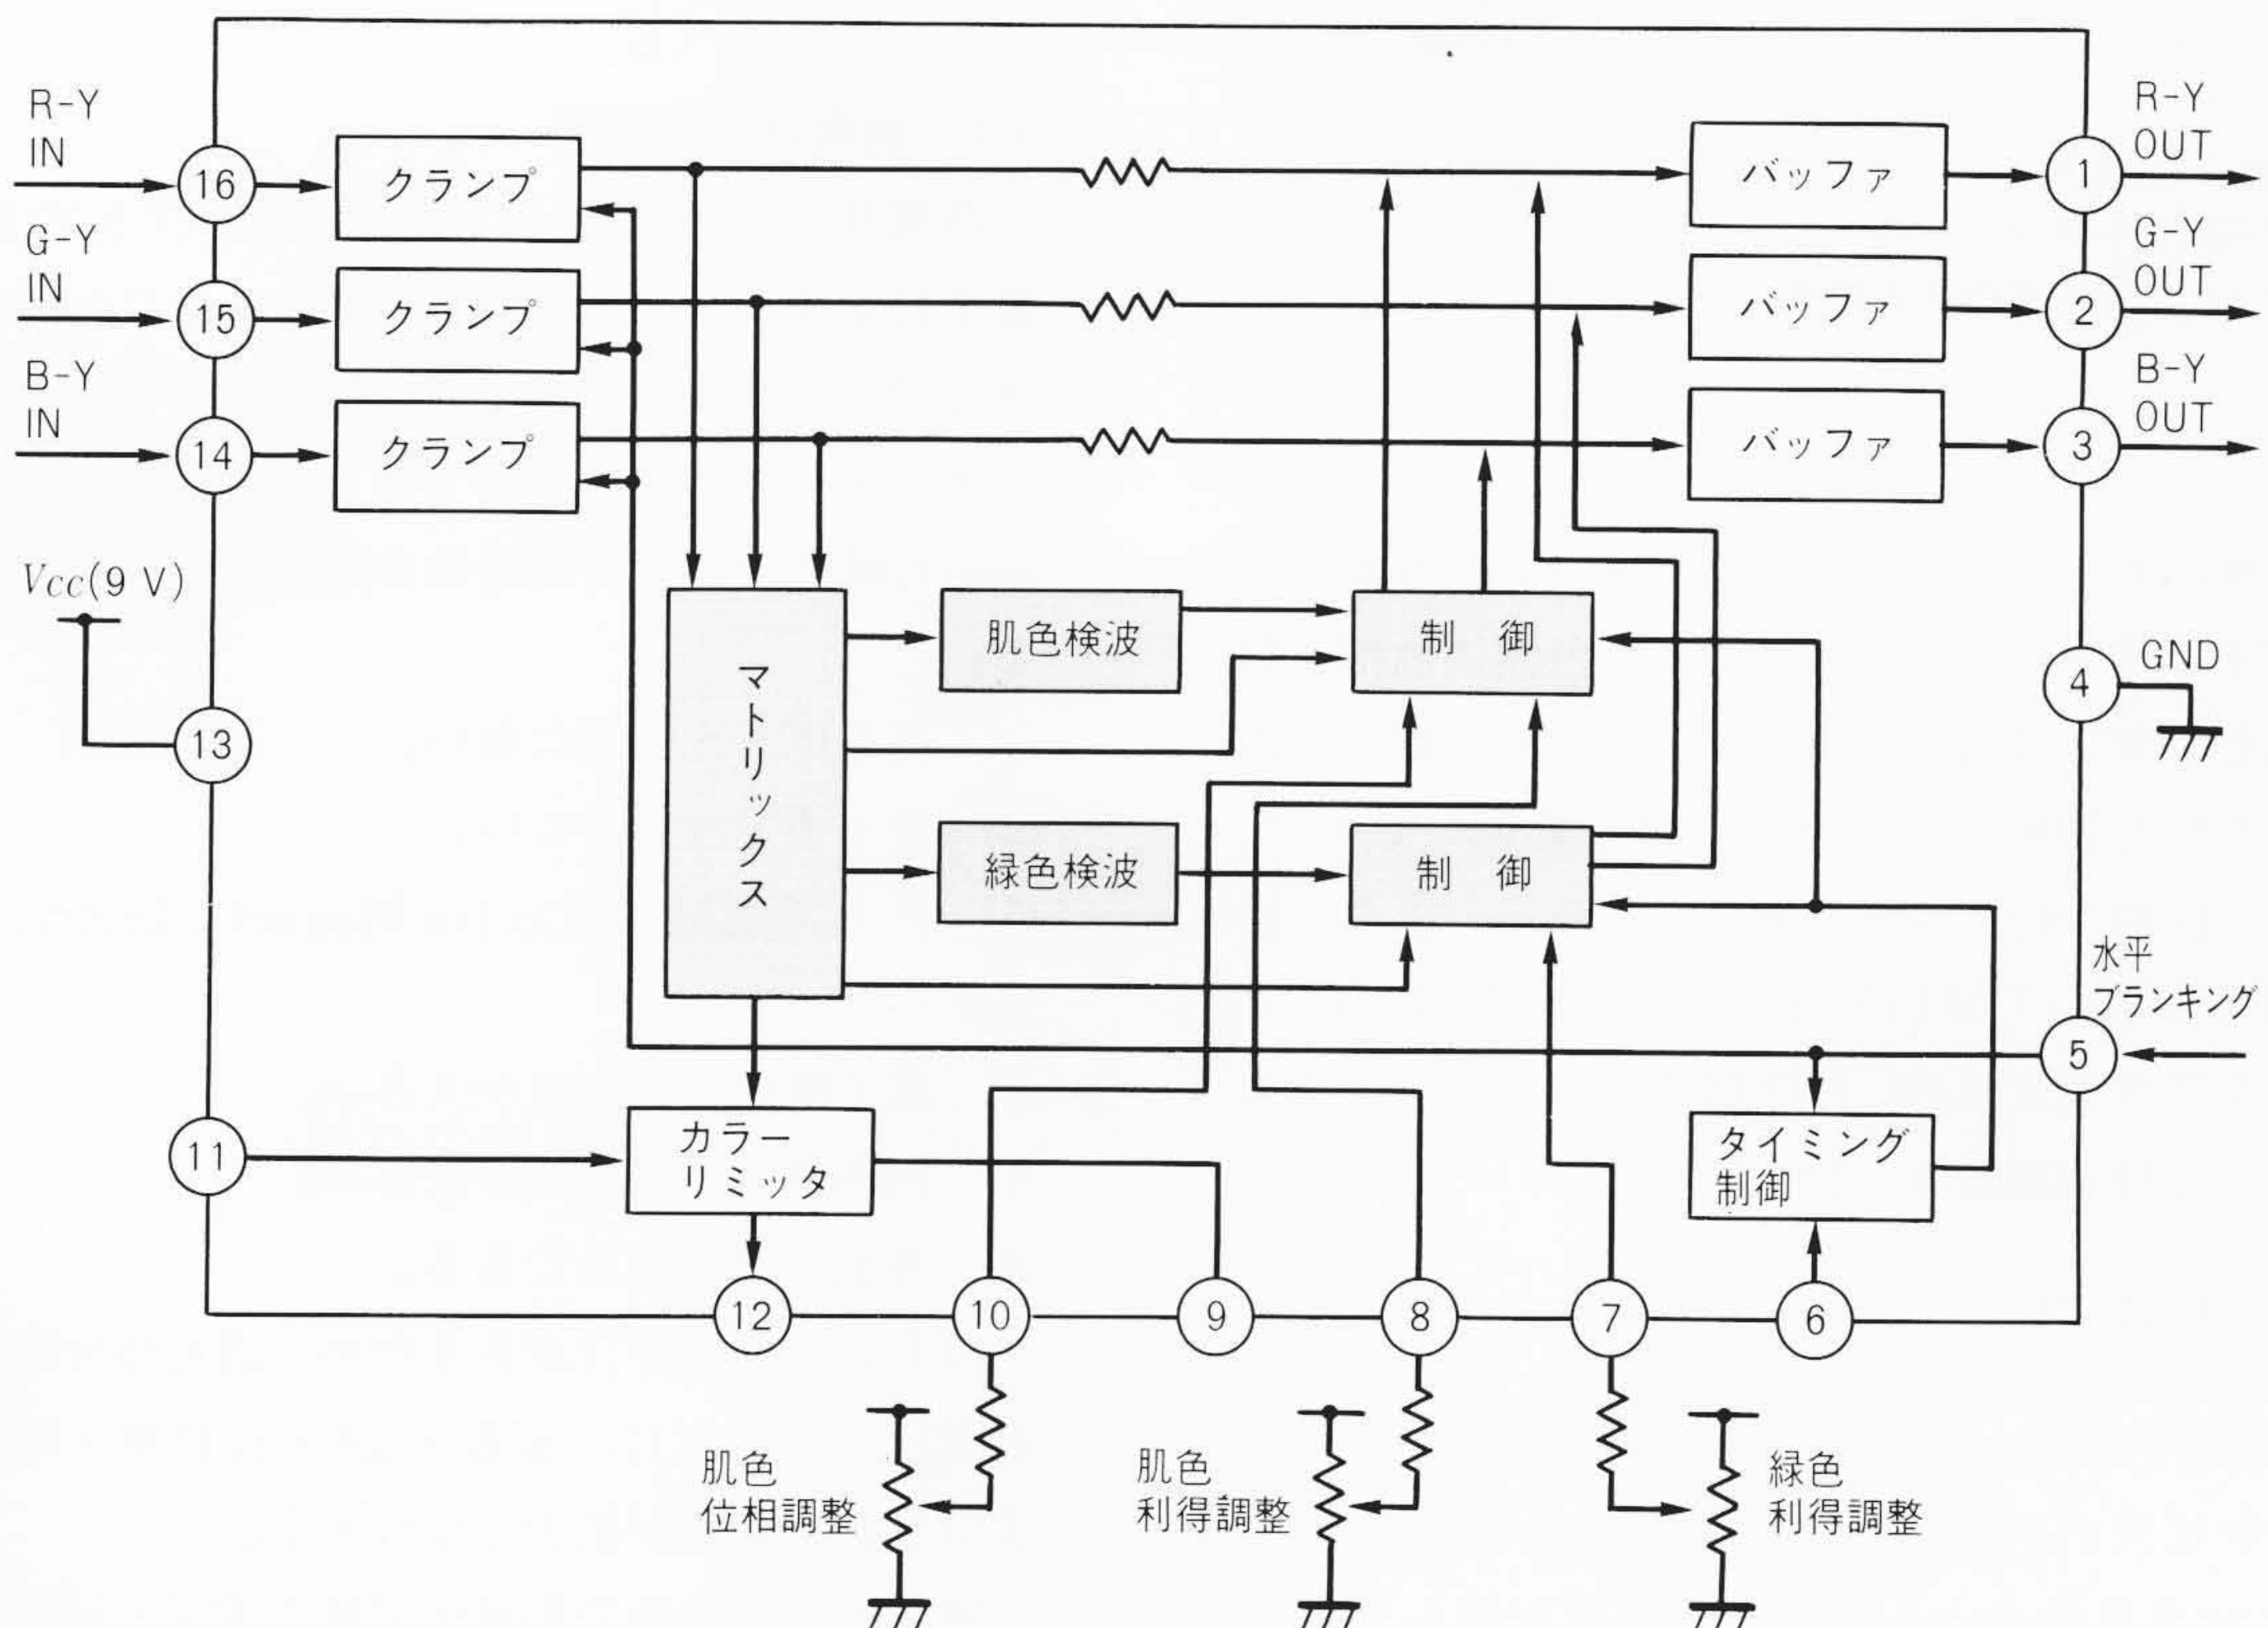 R-Y
IN
16
クランプ
バッファ
1
R-Y
OUT
G-Y
IN
15
クランプ
バッファ
2
G-Y
OUT
B-Y
IN
14
クランプ
バッファ
3
B-Y
OUT
Vcc(9 V)
13
マトリックス
肌色検波
制 御
4
GND
緑色検波
制 御
水平
ブランキング
5
11
カラー
リミッタ
タイミング
制御
12
10
9
8
7
6
肌色
位相調整
肌色
利得調整
緑色
利得調整